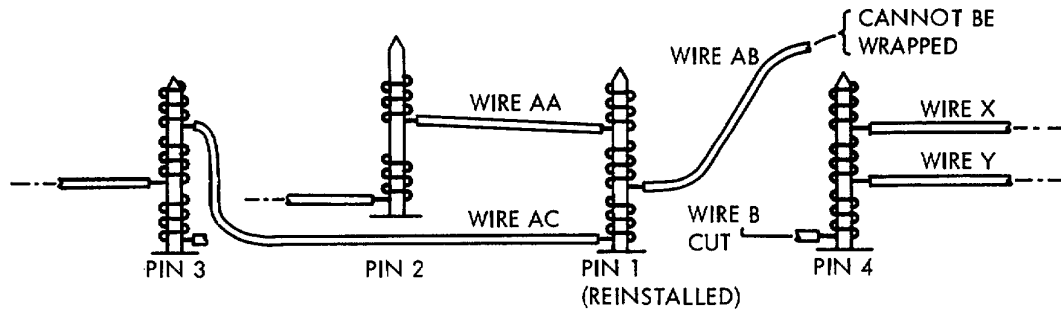 CANNOT BE
WRAPPED
WIRE AB
WIRE AA
WIRE X
WIRE Y
WIRE AC
WIRE B
CUT
PIN 3
PIN 2
PIN 1
(REINSTALLED)
PIN 4